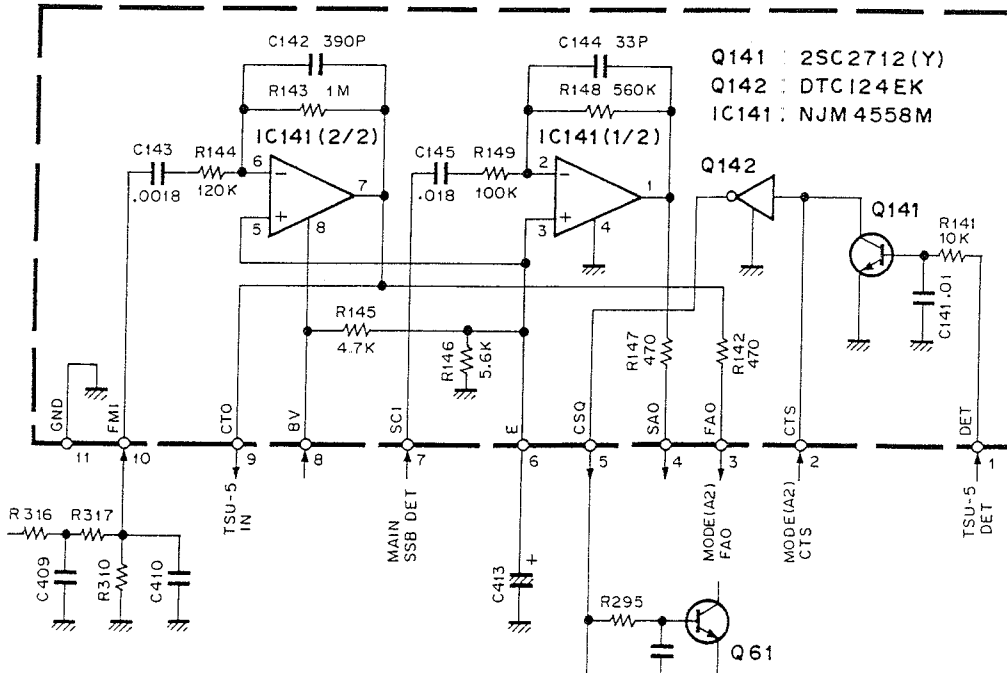 C142 390P
C144 33P
Q141 : 2SC2712(Y)
Q142 : DTC124EK
IC141 : NJM4558M
R143 1M
R148 560K
IC141(2/2)
IC141(1/2)
C143
.0018
R144
120K
6
5
7
8
C145
.018
R149
100K
2
3
1
4
Q142
Q141
R141
10K
C141 .01
R145
4.7K
R146
5.6K
R147
470
R142
470
GND
FMI
CTO
BV
SCI
E
CSQ
SAO
FAO
CTS
DET
11
10
9
8
7
6
5
4
3
2
1
TSU-5
IN
MAIN
SSB DET
MODE(A2)
FAO
MODE(A2)
CTS
TSU-5
DET
R316
R317
C409
R310
C410
C413
+
R295
Q61